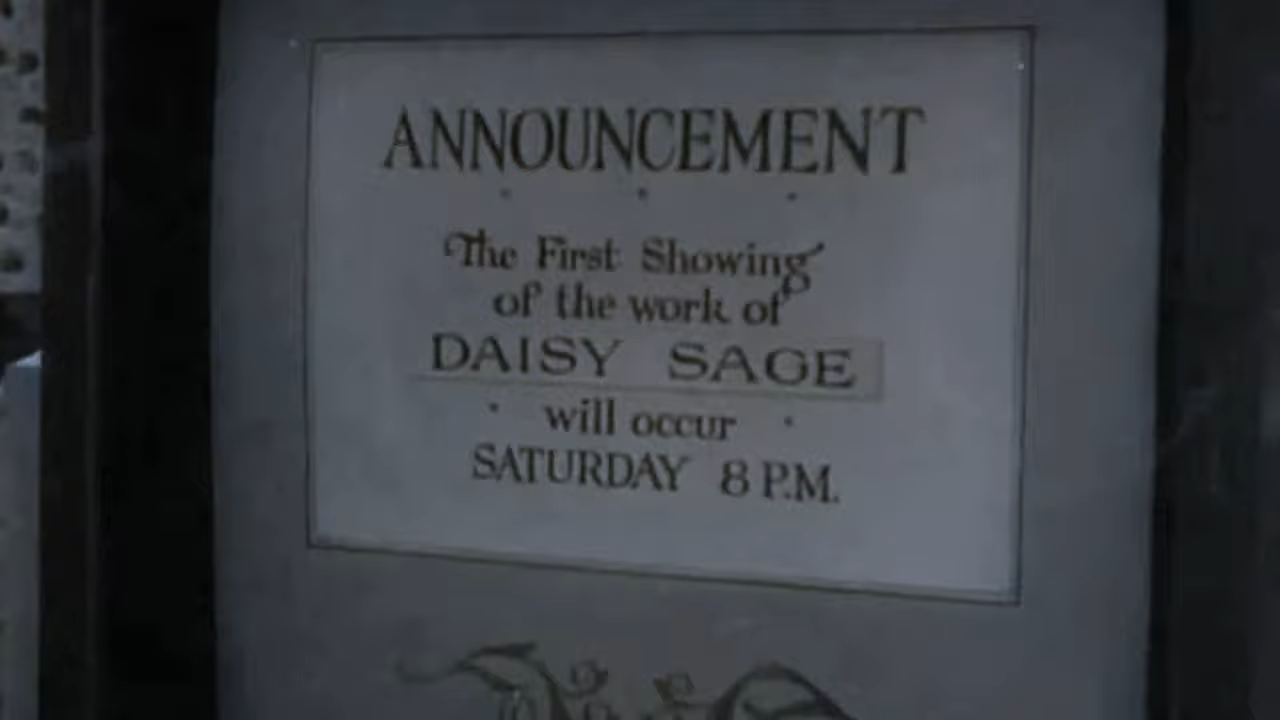 ANNOUNCEMENT
The First Showing
of the work of
DAISY SAGE
will occur
SATURDAY 8 P.M.